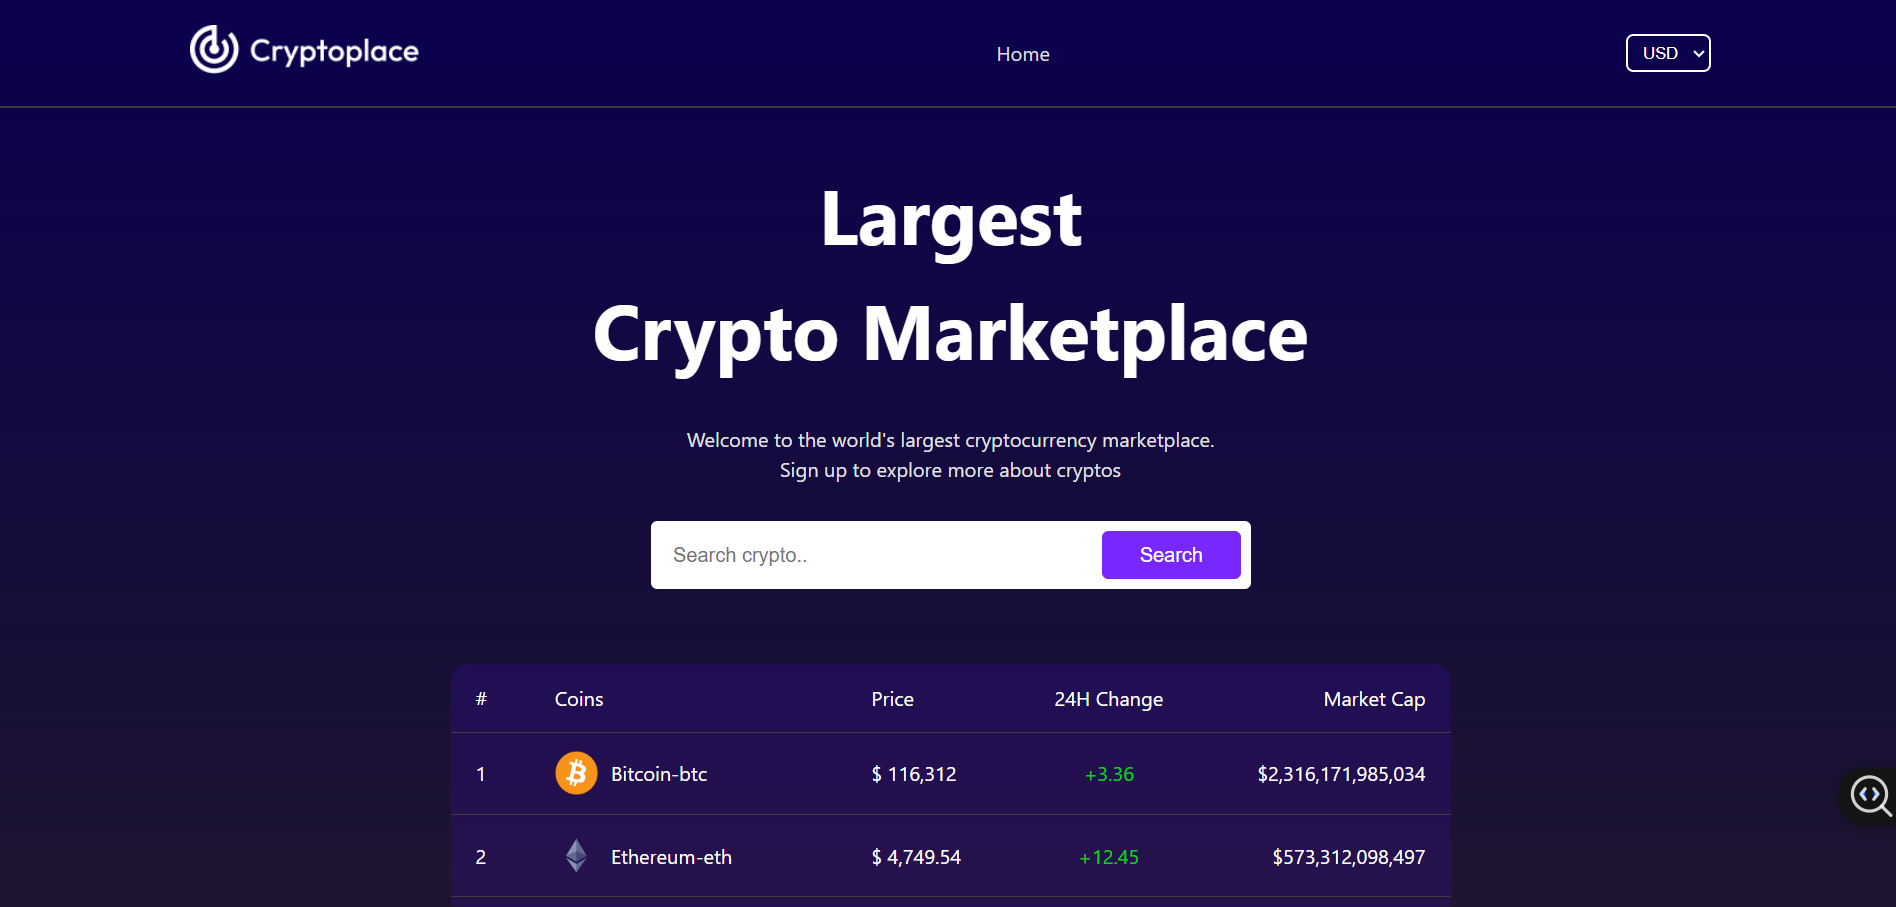 Cryptoplace
Home
USD
Largest
Crypto Marketplace
Welcome to the world's largest cryptocurrency marketplace.
Sign up to explore more about cryptos
Search crypto..
Search
# Coins Price 24H Change Market Cap
1 Bitcoin-btc $ 116,312 +3.36 $2,316,171,985,034
2 Ethereum-eth $ 4,749.54 +12.45 $573,312,098,497